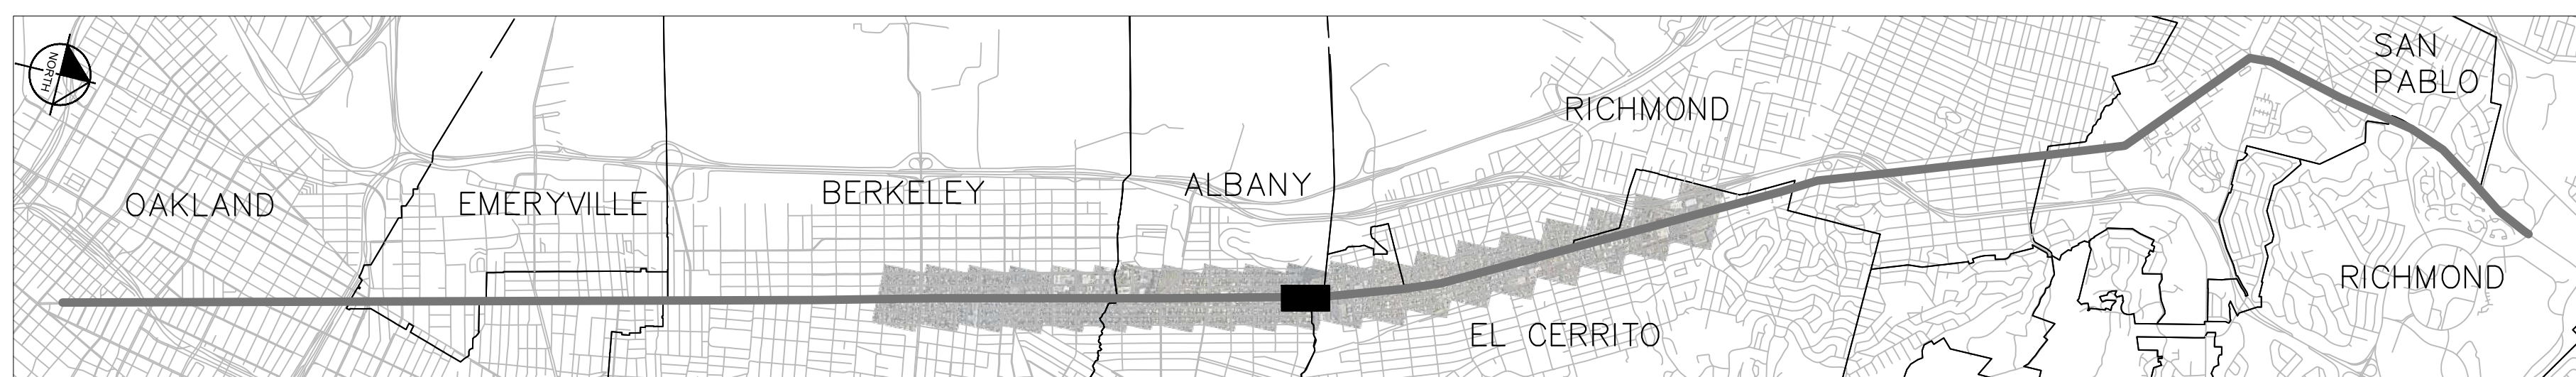 NORTH
OAKLAND
EMERYVILLE
BERKELEY
ALBANY
RICHMOND
EL CERRITO
SAN
PABLO
RICHMOND